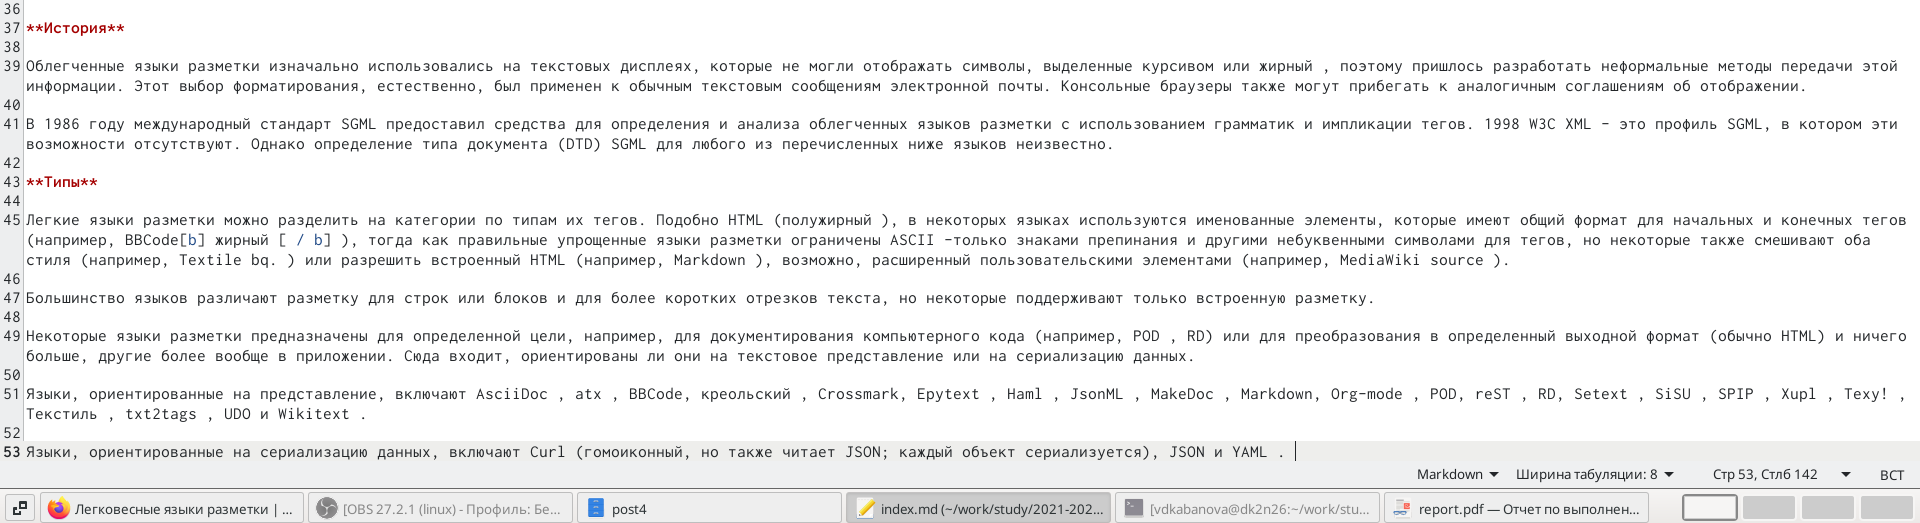 36
37 **История**
38
39 Облегченные языки разметки изначально использовались на текстовых дисплеях, которые не могли отображать символы, выделенные курсивом или жирный , поэтому пришлось разработать неформальные методы передачи этой
информации. Этот выбор форматирования, естественно, был применен к обычным текстовым сообщениям электронной почты. Консольные браузеры также могут прибегать к аналогичным соглашениям об отображении.
40
41 В 1986 году международный стандарт SGML предоставил средства для определения и анализа облегченных языков разметки с использованием грамматик и импликации тегов. 1998 W3C XML - это профиль SGML, в котором эти
возможности отсутствуют. Однако определение типа документа (DTD) SGML для любого из перечисленных ниже языков неизвестно.
42
43 **Типы**
44
45 Легкие языки разметки можно разделить на категории по типам их тегов. Подобно HTML (полужирный ), в некоторых языках используются именованные элементы, которые имеют общий формат для начальных и конечных тегов
(например, BBCode[b] жирный [ / b] ), тогда как правильные упрощенные языки разметки ограничены ASCII -только знаками препинания и другими небуквенными символами для тегов, но некоторые также смешивают оба
стиля (например, Textile bq. ) или разрешить встроенный HTML (например, Markdown ), возможно, расширенный пользовательскими элементами (например, MediaWiki source ).
46
47 Большинство языков различают разметку для строк или блоков и для более коротких отрезков текста, но некоторые поддерживают только встроенную разметку.
48
49 Некоторые языки разметки предназначены для определенной цели, например, для документирования компьютерного кода (например, POD , RD) или для преобразования в определенный выходной формат (обычно HTML) и ничего
больше, другие более вообще в приложении. Сюда входит, ориентированы ли они на текстовое представление или на сериализацию данных.
50
51 Языки, ориентированные на представление, включают AsciiDoc , atx , BBCode, креольский , Crossmark, Epytext , Haml , JsonML , MakeDoc , Markdown, Org-mode , POD, reST , RD, Setext , SiSU , SPIP , Xupl , Texy! ,
Текстиль , txt2tags , UDO и Wikitext .
52
53 Языки, ориентированные на сериализацию данных, включают Curl (гомоиконный, но также читает JSON; каждый объект сериализуется), JSON и YAML .
Markdown Ширина табуляции: 8 Стр 53, Стлб 142 ВСТ
Легковесные языки разметки | ... [OBS 27.2.1 (linux) - Профиль: Бе... post4 index.md (~/work/study/2021-202... [vdkabanova@dk2n26:~/work/stu... report.pdf — Отчет по выполнен...